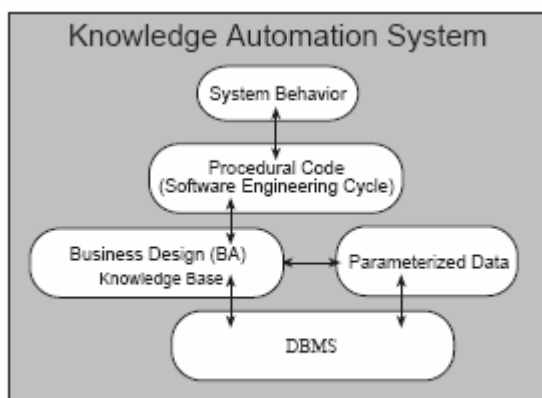 Knowledge Automation System
System Behavior
Procedural Code
(Software Engineering Cycle)
Business Design (BA)
Knowledge Base
Parameterized Data
DBMS